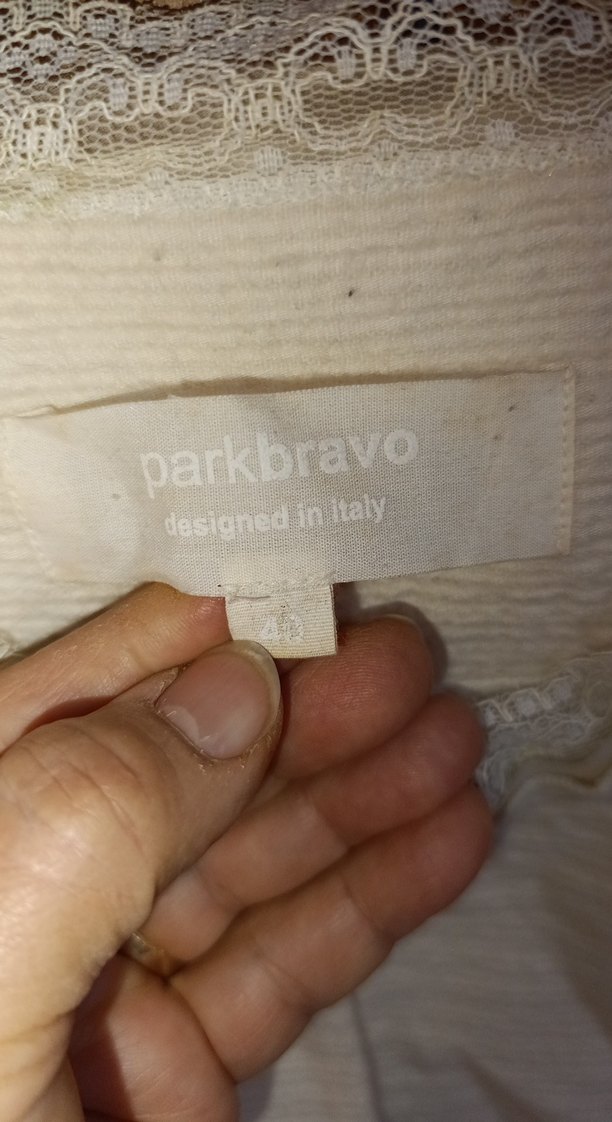 parkbravo
designed in italy